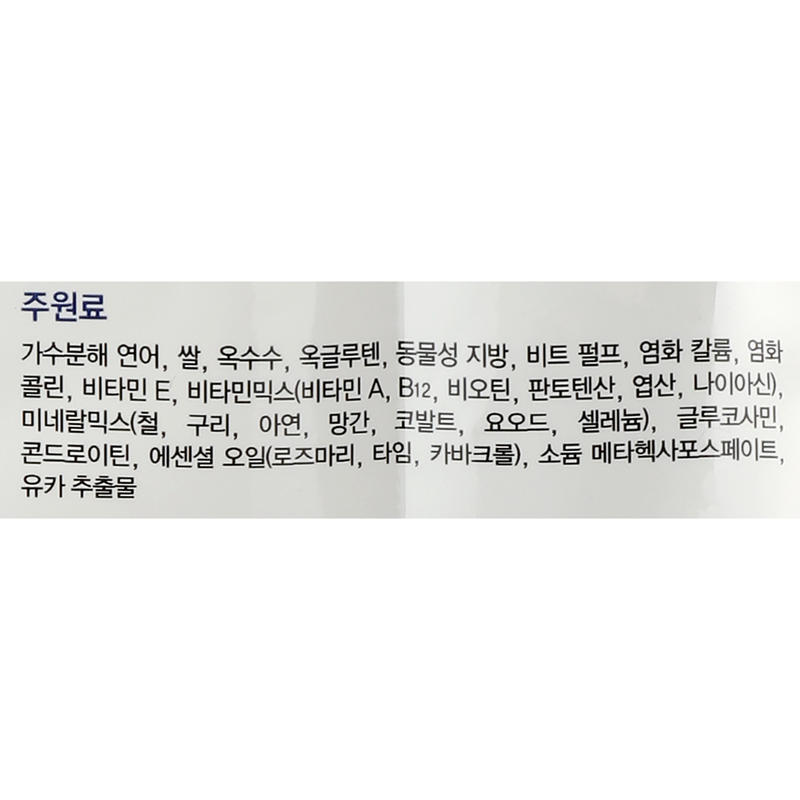 주원료
가수분해 연어, 쌀, 옥수수, 옥글루텐, 동물성 지방, 비트 펄프, 염화 칼륨, 염화
콜린, 비타민 E, 비타민믹스(비타민 A, B12, 비오틴, 판토텐산, 엽산, 나이아신),
미네랄믹스(철, 구리, 아연, 망간, 코발트, 요오드, 셀레늄), 글루코사민,
콘드로이틴, 에센셜 오일(로즈마리, 타임, 카바크롤), 소듐 메타헥사포스페이트,
유카 추출물